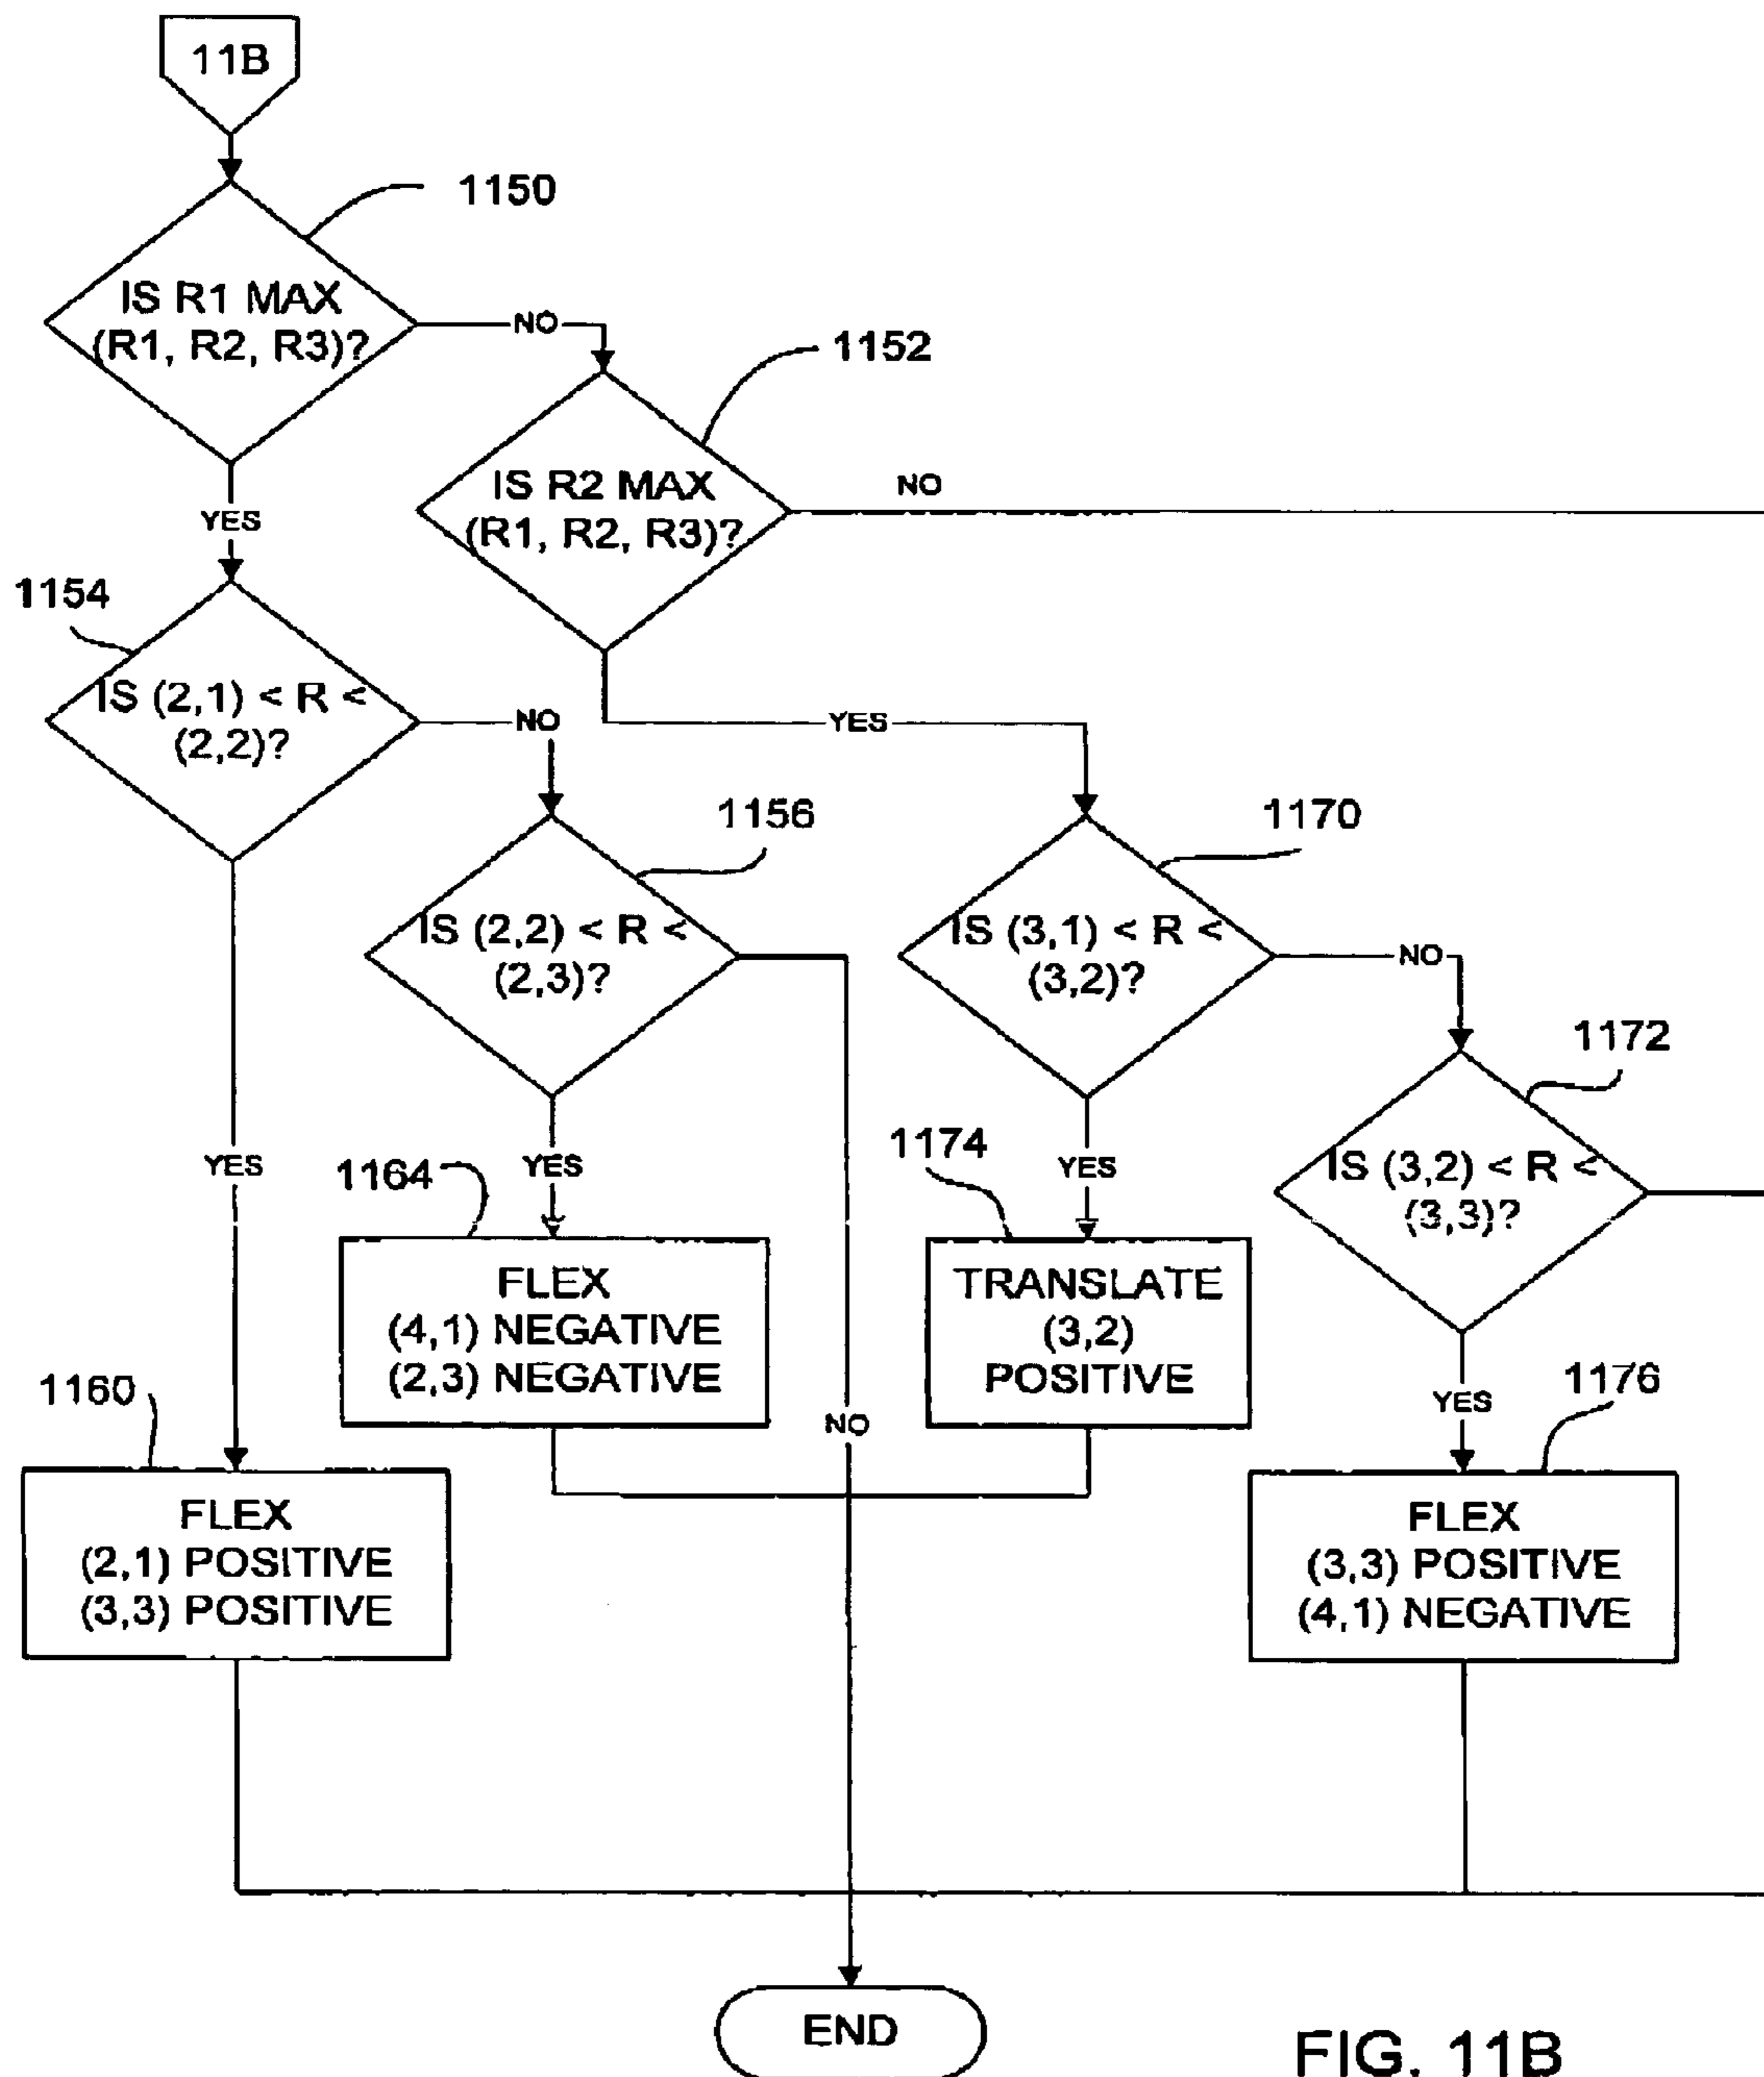 11B
1150
IS R1 MAX
(R1, R2, R3)?
NO
1152
IS R2 MAX
(R1, R2, R3)?
NO
YES
1154
IS (2,1) < R <
(2,2)?
NO
YES
1156
IS (2,2) < R <
(2,3)?
1170
IS (3,1) < R <
(3,2)?
NO
1172
IS (3,2) < R <
(3,3)?
YES
YES
1164
FLEX
(4,1) NEGATIVE
(2,3) NEGATIVE
YES
1174
TRANSLATE
(3,2)
POSITIVE
NO
YES
1160
FLEX
(2,1) POSITIVE
(3,3) POSITIVE
1176
FLEX
(3,3) POSITIVE
(4,1) NEGATIVE
END
FIG. 11B